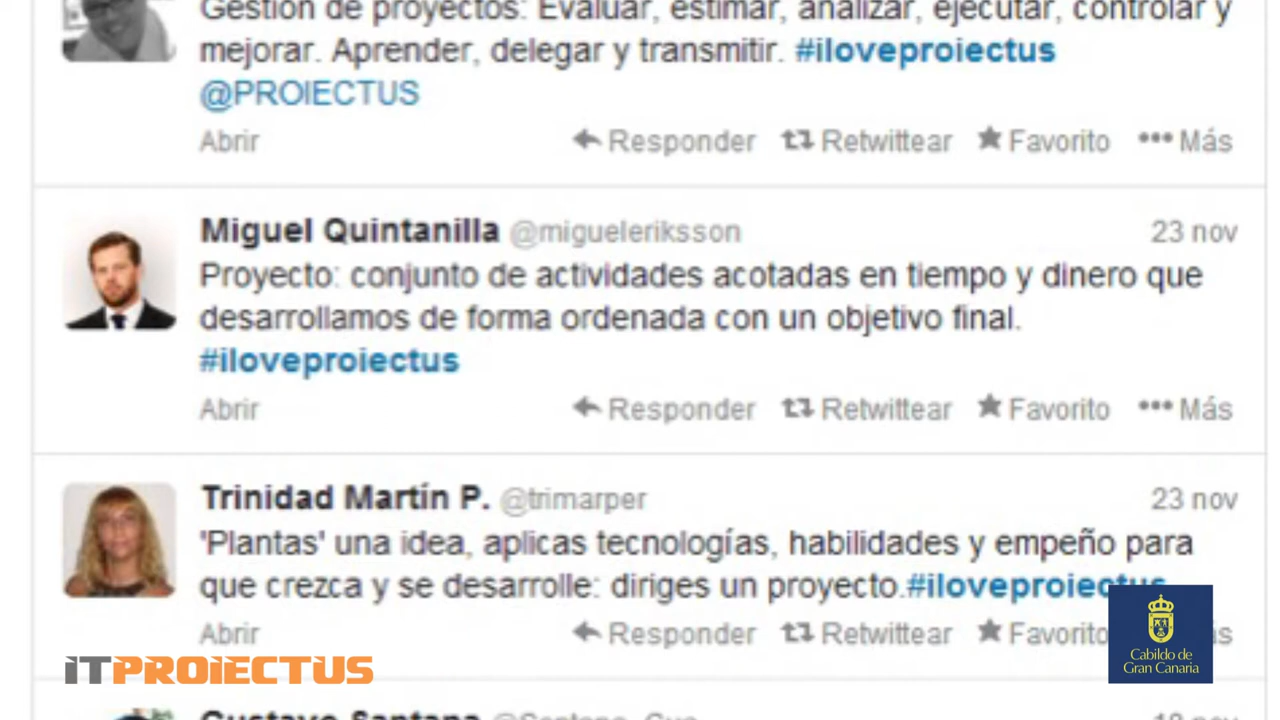 Gestión de proyectos: Evaluar, estimar, analizar, ejecutar, controlar y
mejorar. Aprender, delegar y transmitir. #iloveproiectus
@PROIECTUS
Abrir Responder Retwittear Favorito Más
Miguel Quintanilla @migueleriksson 23 nov
Proyecto: conjunto de actividades acotadas en tiempo y dinero que
desarrollamos de forma ordenada con un objetivo final.
#iloveproiectus
Abrir Responder Retwittear Favorito Más
Trinidad Martín P. @trimarper 23 nov
'Plantas' una idea, aplicas tecnologías, habilidades y empeño para
que crezca y se desarrolle: diriges un proyecto.#iloveproiectus
Abrir Responder Retwittear Favorito
ITPROIECTUS
Cabildo de
Gran Canaria
Gustavo Santana